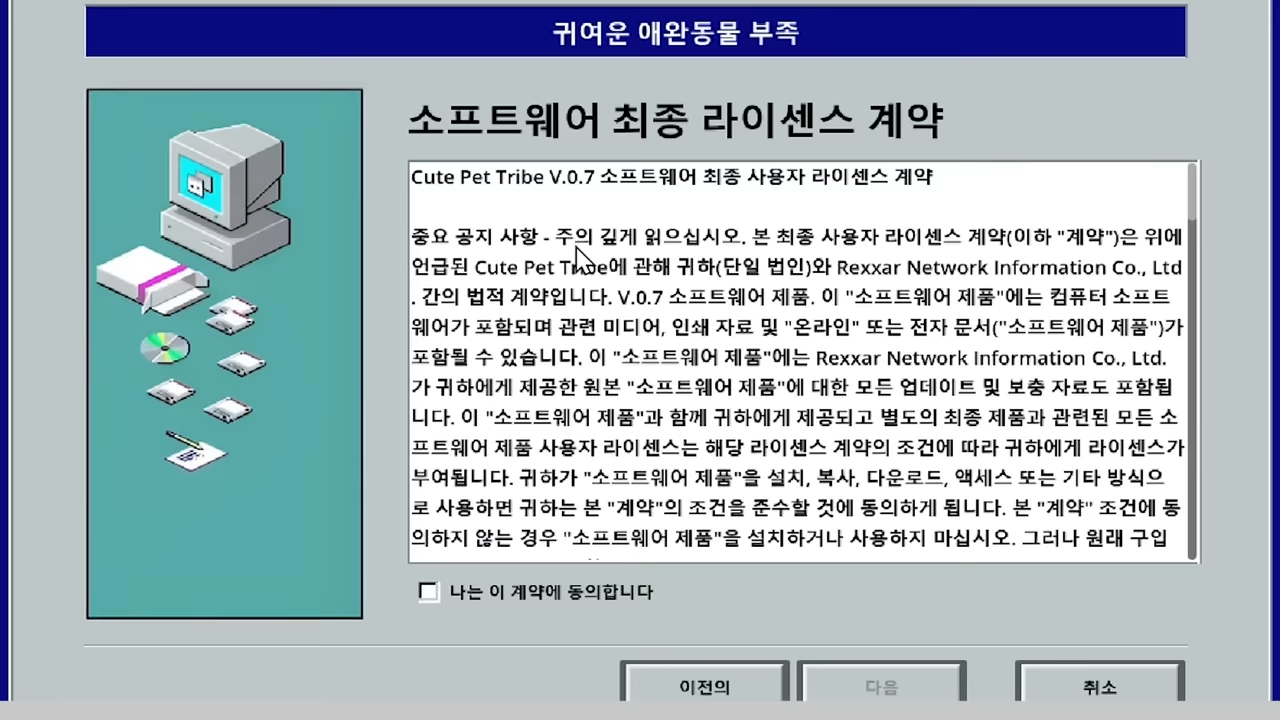 귀여운 애완동물 부족
소프트웨어 최종 라이센스 계약
Cute Pet Tribe V.0.7 소프트웨어 최종 사용자 라이센스 계약
중요 공지 사항 - 주의 깊게 읽으십시오. 본 최종 사용자 라이센스 계약(이하 "계약")은 위에
언급된 Cute Pet Tribe에 관해 귀하(단일 법인)와 Rexxar Network Information Co., Ltd
. 간의 법적 계약입니다. V.0.7 소프트웨어 제품. 이 "소프트웨어 제품"에는 컴퓨터 소프트
웨어가 포함되며 관련 미디어, 인쇄 자료 및 "온라인" 또는 전자 문서("소프트웨어 제품")가
포함될 수 있습니다. 이 "소프트웨어 제품"에는 Rexxar Network Information Co., Ltd.
가 귀하에게 제공한 원본 "소프트웨어 제품"에 대한 모든 업데이트 및 보충 자료도 포함됩
니다. 이 "소프트웨어 제품"과 함께 귀하에게 제공되고 별도의 최종 제품과 관련된 모든 소
프트웨어 제품 사용자 라이센스는 해당 라이센스 계약의 조건에 따라 귀하에게 라이센스가
부여됩니다. 귀하가 "소프트웨어 제품"을 설치, 복사, 다운로드, 액세스 또는 기타 방식으
로 사용하면 귀하는 본 "계약"의 조건을 준수할 것에 동의하게 됩니다. 본 "계약" 조건에 동
의하지 않는 경우 "소프트웨어 제품"을 설치하거나 사용하지 마십시오. 그러나 원래 구입
나는 이 계약에 동의합니다
이전의
다음
취소